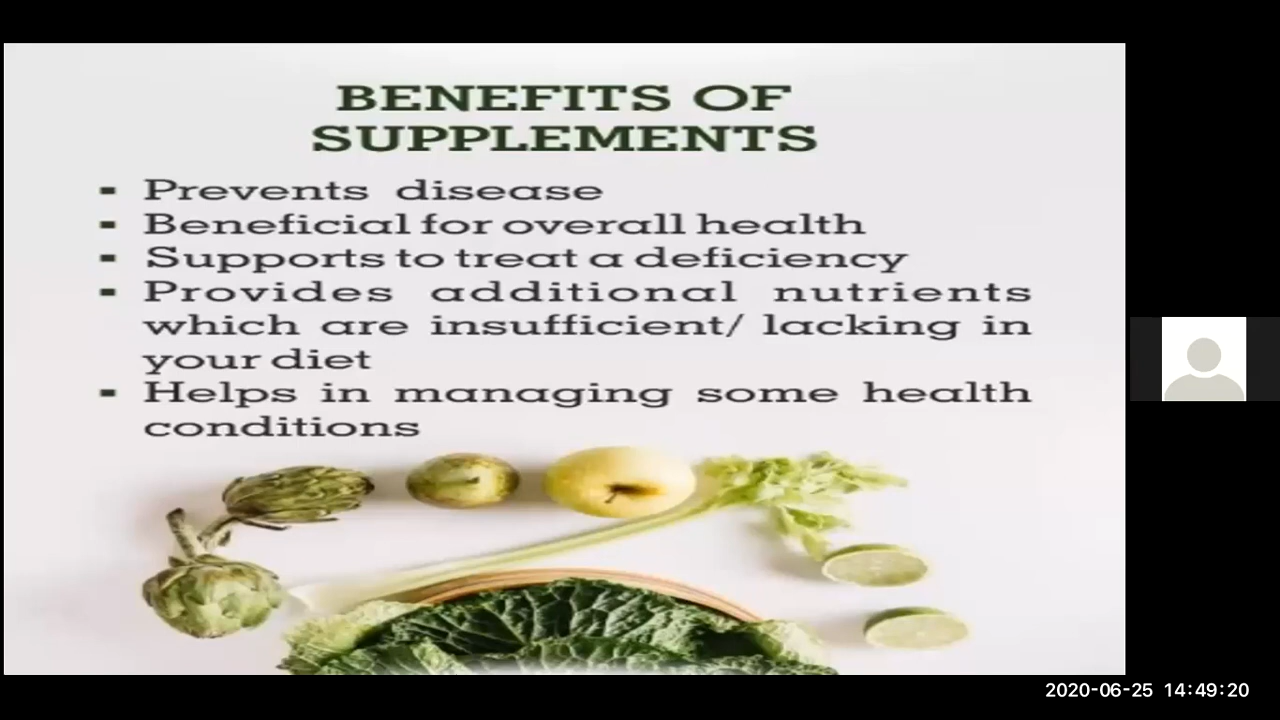 BENEFITS OF
SUPPLEMENTS
▪ Prevents disease
▪ Beneficial for overall health
▪ Supports to treat a deficiency
▪ Provides additional nutrients
which are insufficient/ lacking in
your diet
▪ Helps in managing some health
conditions
2020-06-25 14:49:20